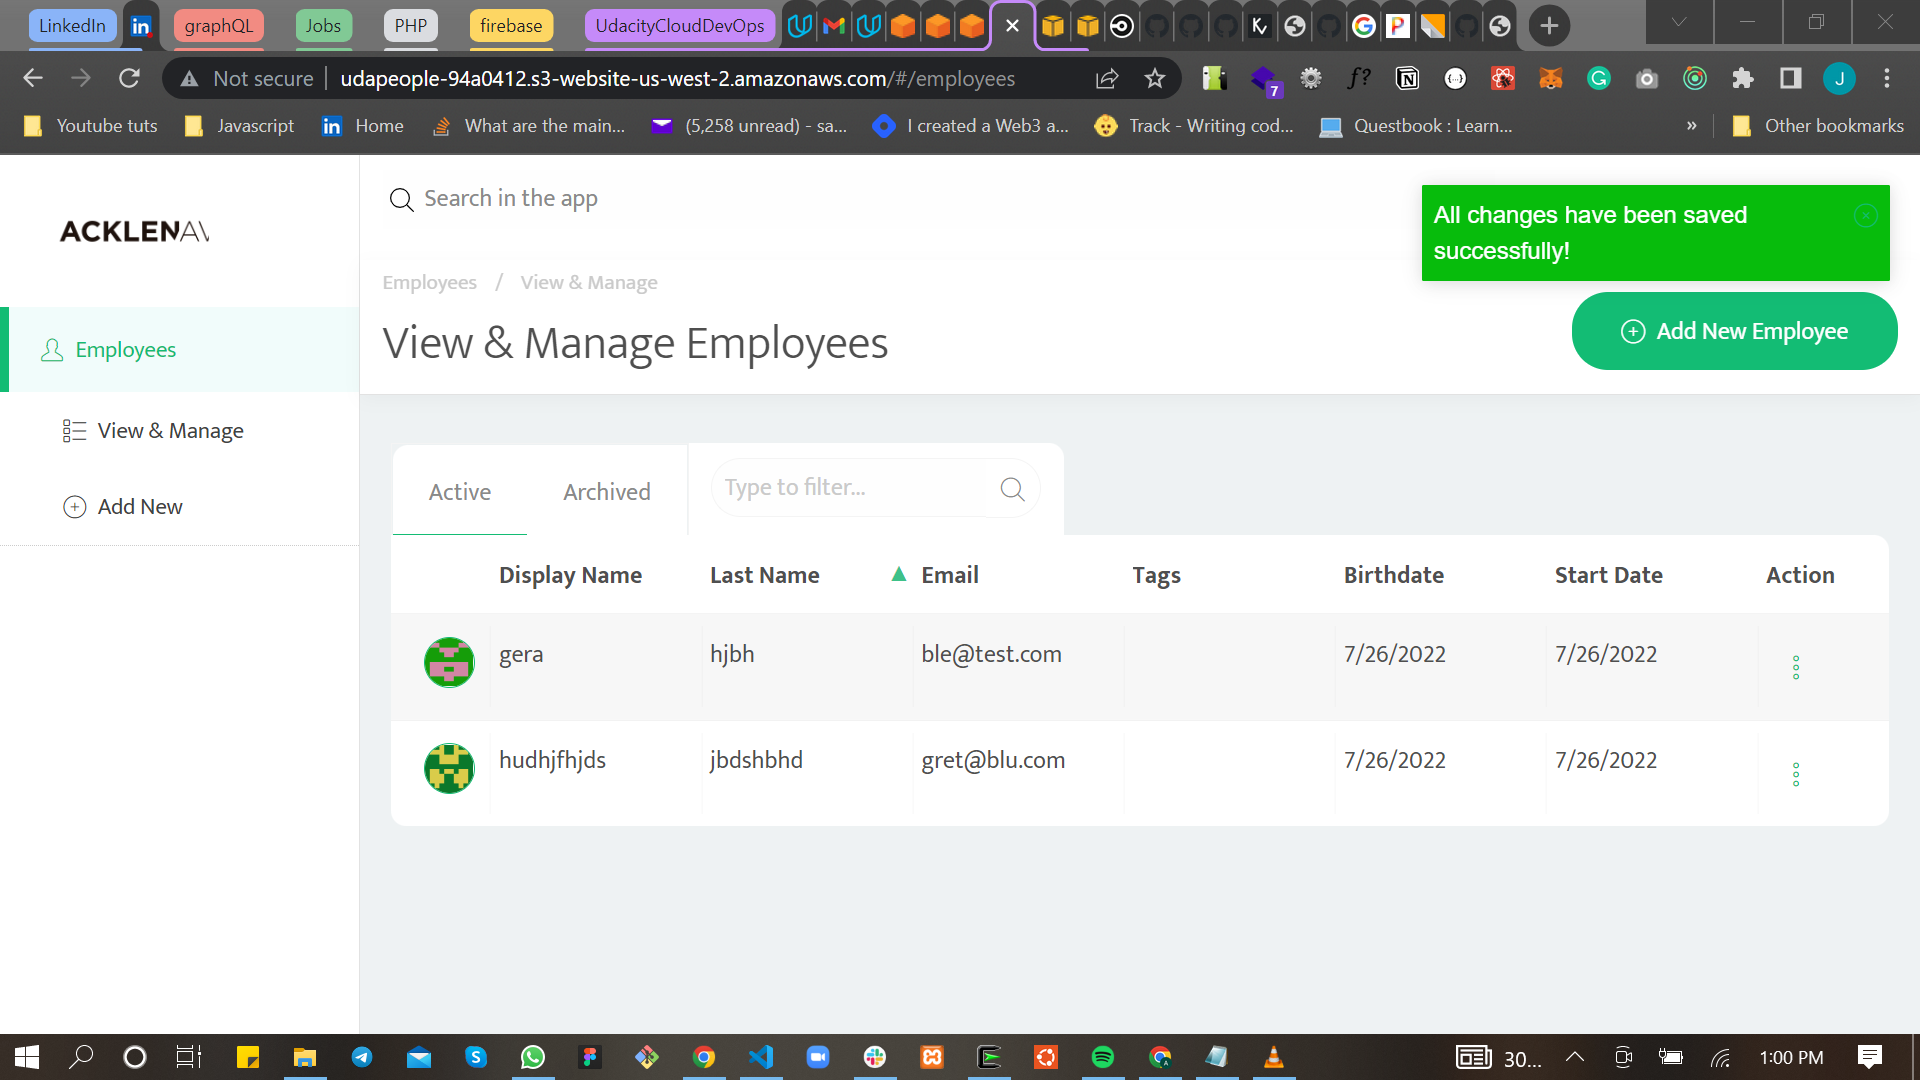 LinkedIn graphQL Jobs PHP firebase UdacityCloudDevOps
Not secure udapeople-94a0412.s3-website-us-west-2.amazonaws.com/#/employees
7
J
Youtube tuts Javascript Home What are the main... (5,258 unread) - sa... I created a Web3 a... Track - Writing cod... Questbook : Learn... » Other bookmarks
ACKLENAV
Search in the app
All changes have been saved
successfully!
Employees / View & Manage
View & Manage Employees
Add New Employee
Employees
View & Manage
Add New
Active Archived Type to filter...
Display Name Last Name Email Tags Birthdate Start Date Action
gera hjbh ble@test.com 7/26/2022 7/26/2022
hudhjfhjds jbdshbhd gret@blu.com 7/26/2022 7/26/2022
30... 1:00 PM